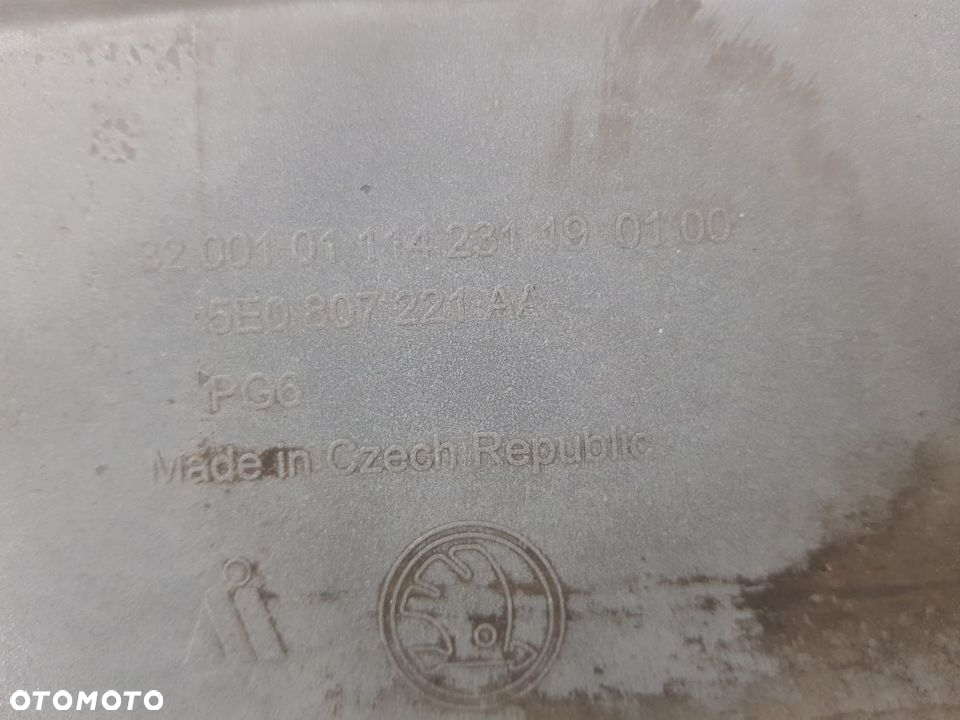 32 001 01 114 231 19 01 00
5E0 807 221 AA
PG6
Made in Czech Republic
OTOMOTO